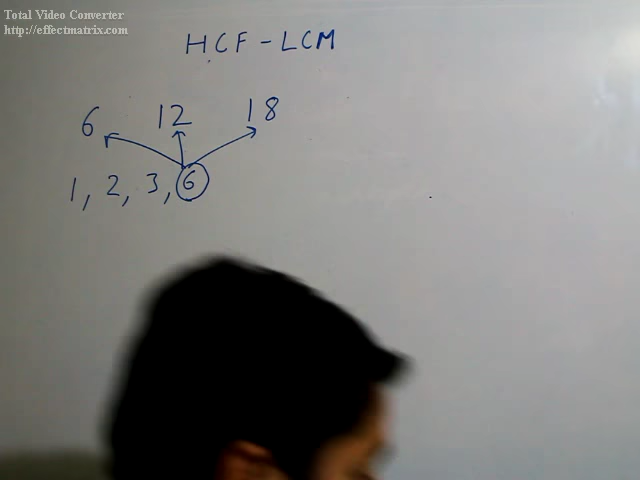 Total Video Converter
http://effectmatrix.com
HCF - LCM
6 12 18
1, 2, 3, 6